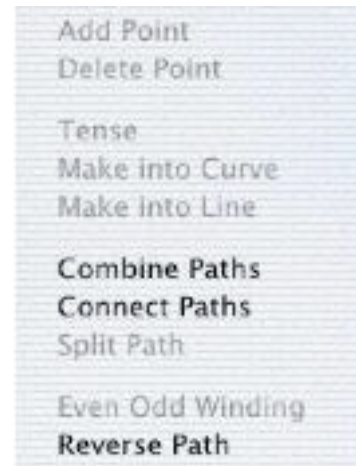 Add Point
Delete Point
Tense
Make into Curve
Make into Line
Combine Paths
Connect Paths
Split Path
Even Odd Winding
Reverse Path